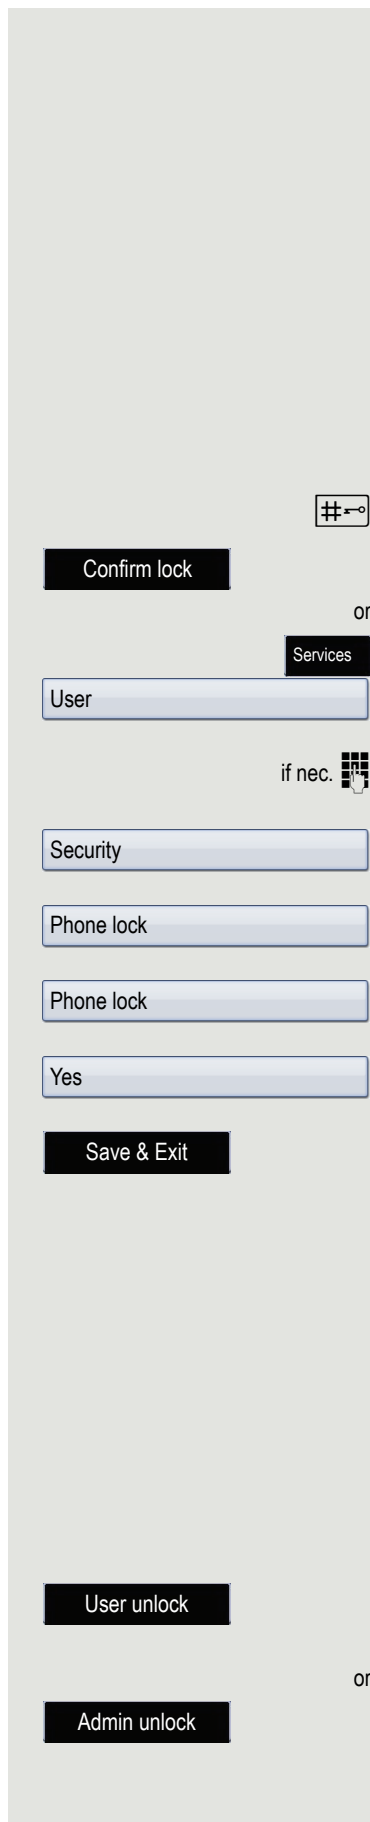 #
Confirm lock
or
Services
User
if nec.
Security
Phone lock
Phone lock
Yes
Save & Exit
User unlock
or
Admin unlock